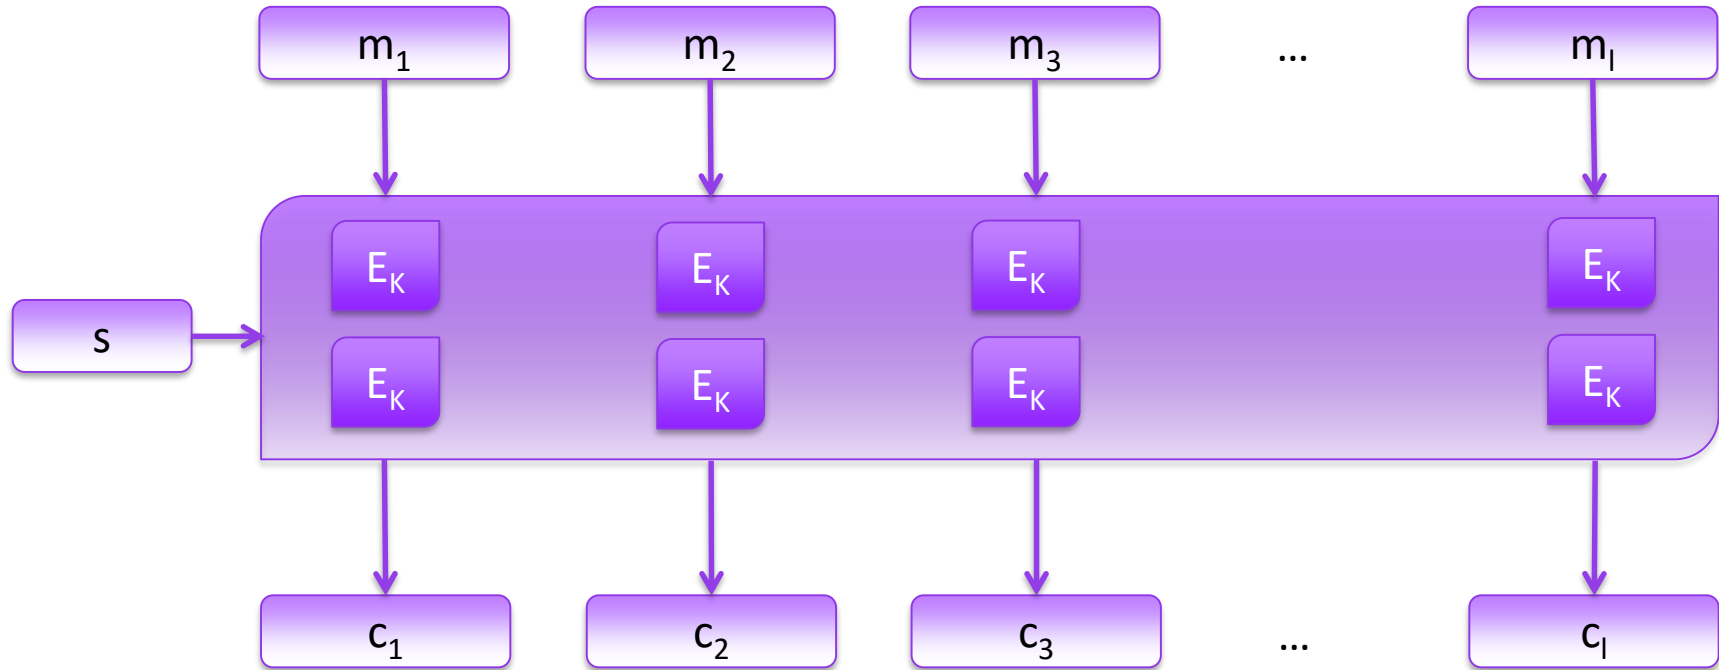 m₁ m₂ m₃ ... mₗ
Eₖ Eₖ Eₖ Eₖ
s
Eₖ Eₖ Eₖ Eₖ
c₁ c₂ c₃ ... cₗ